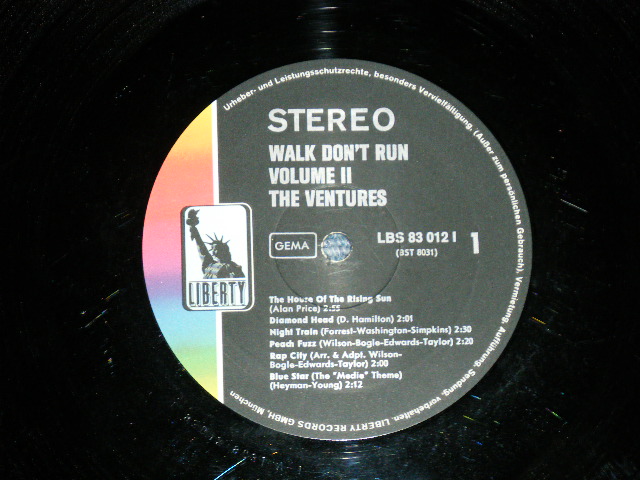 Urheber- und Leistungsschutzrechte, besonders Vervielfältigung, (Außer zum persönlichen Gebrauch), Vermietung, Aufführung, Sendung, vorbehalten. LIBERTY RECORDS GMBH, München
STEREO
WALK DON'T RUN
VOLUME II
THE VENTURES
GEMA
LBS 83 012 I
1
(BST 8031)
LIBERTY
The House Of The Rising Sun
(Alan Price) 2:55
Diamond Head (D. Hamilton) 2:01
Night Train (Forrest-Washington-Simpkins) 2:30
Peach Fuzz (Wilson-Bogle-Edwards-Taylor) 2:20
Rap City (Arr. & Adpt. Wilson-
Bogle-Edwards-Taylor) 2:00
Blue Star (The "Medic" Theme)
(Heyman-Young) 2:12